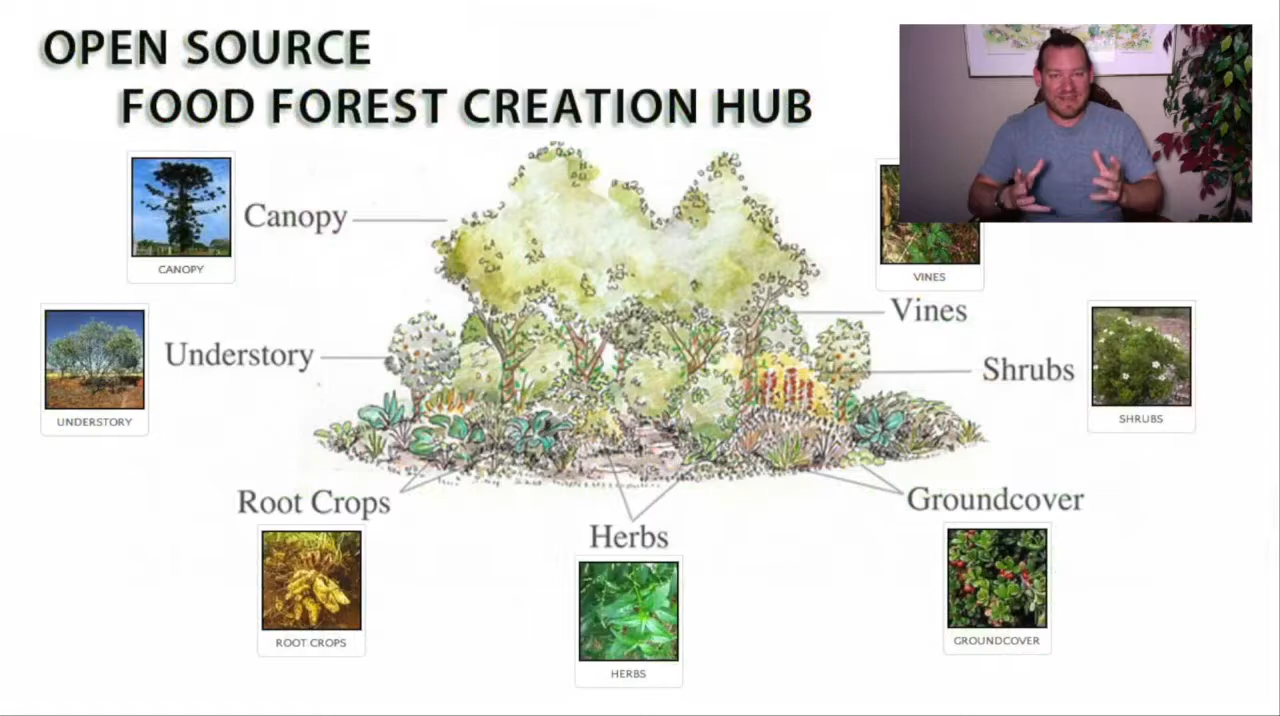 OPEN SOURCE
FOOD FOREST CREATION HUB
CANOPY
Canopy
VINES
Vines
UNDERSTORY
Understory
Shrubs
SHRUBS
Root Crops
ROOT CROPS
Herbs
HERBS
Groundcover
GROUNDCOVER